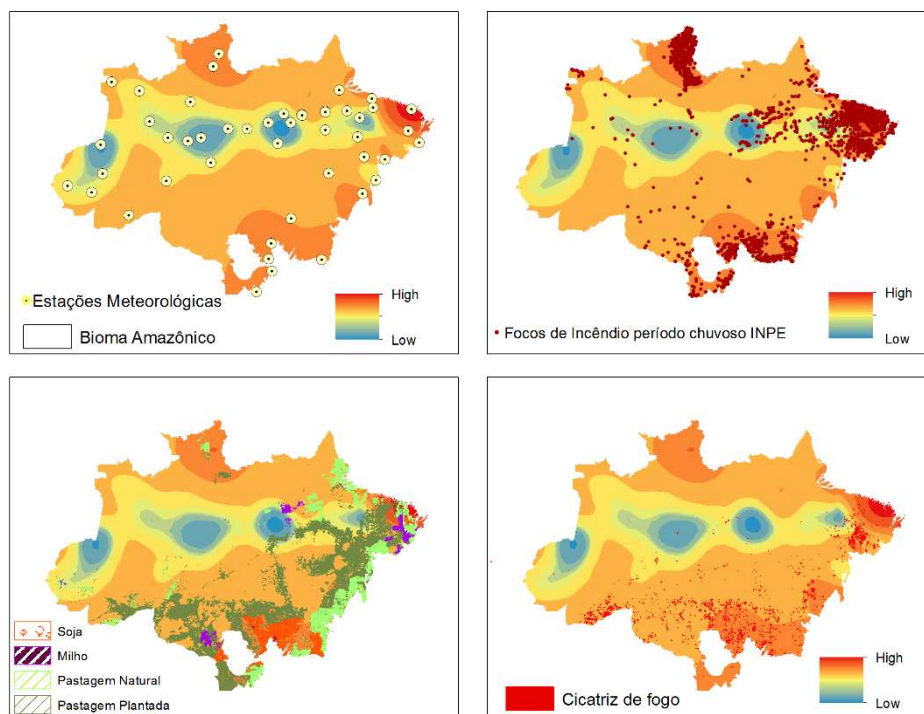 Estações Meteorológicas
Bioma Amazônico
High
Low
Focos de Incêndio período chuvoso INPE
High
Low
Soja
Milho
Pastagem Natural
Pastagem Plantada
Cicatriz de fogo
High
Low